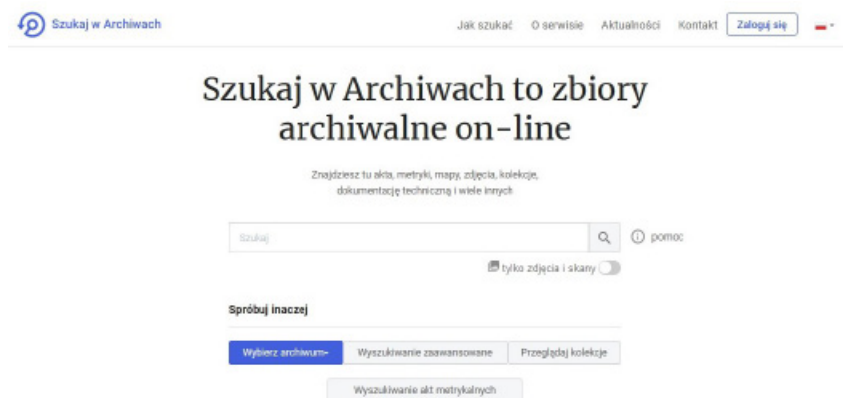 Szukaj w Archiwach
Jak szukać O serwisie Aktualności Kontakt Zaloguj się
Szukaj w Archiwach to zbiory
archiwalne on-line
Znajdziesz tu akta, metryki, mapy, zdjęcia, kolekcje,
dokumentację techniczną i wiele innych
Szukaj
pomoc
tylko zdjęcia i skany
Spróbuj inaczej
Wybierz archiwum
Wyszukiwanie zaawansowane
Przeglądaj kolekcje
Wyszukiwanie akt metrykalnych